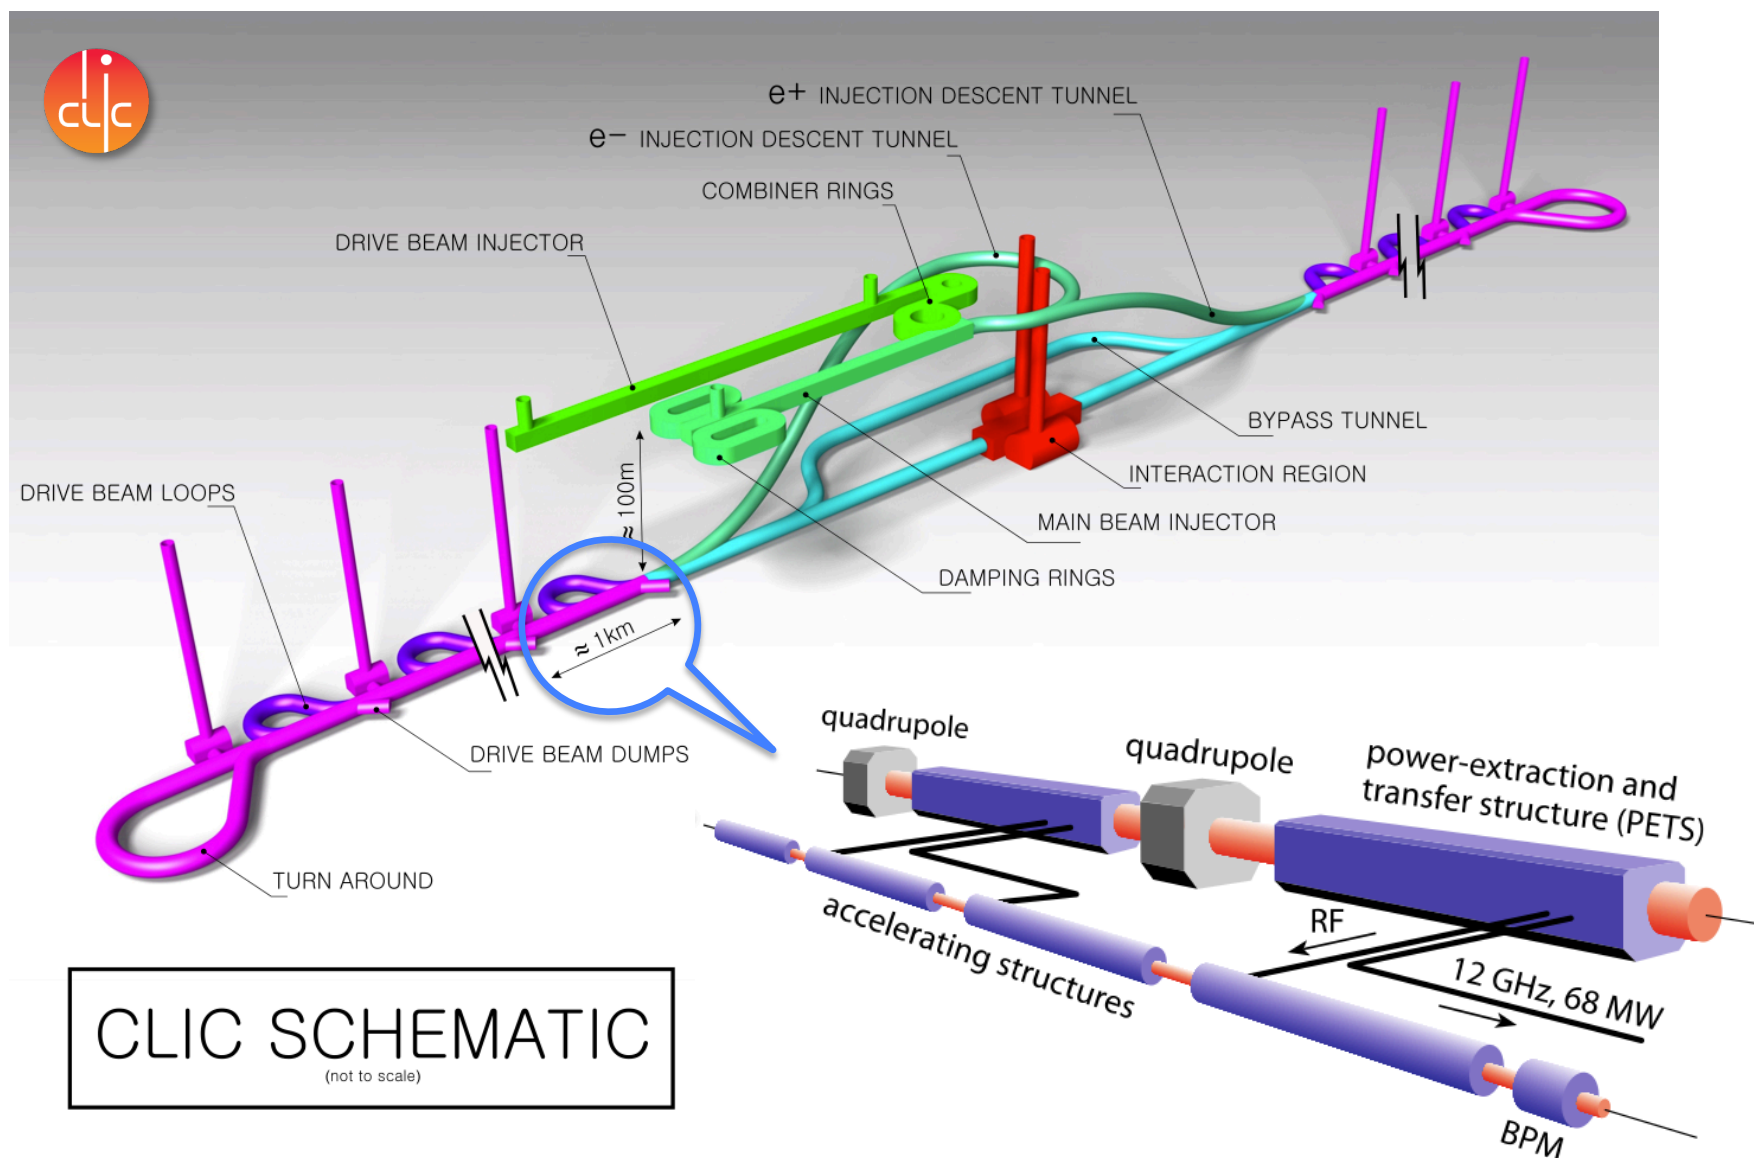 clic
e+ INJECTION DESCENT TUNNEL
e- INJECTION DESCENT TUNNEL
COMBINER RINGS
DRIVE BEAM INJECTOR
BYPASS TUNNEL
INTERACTION REGION
MAIN BEAM INJECTOR
DAMPING RINGS
≈ 100m
DRIVE BEAM LOOPS
≈ 1km
DRIVE BEAM DUMPS
TURN AROUND
quadrupole
quadrupole
power-extraction and
transfer structure (PETS)
accelerating structures
RF
12 GHz, 68 MW
BPM
CLIC SCHEMATIC
(not to scale)